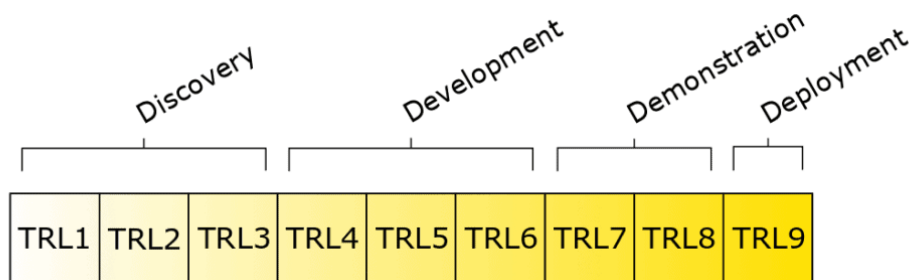 Discovery
Development
Demonstration
Deployment
TRL1 TRL2 TRL3 TRL4 TRL5 TRL6 TRL7 TRL8 TRL9